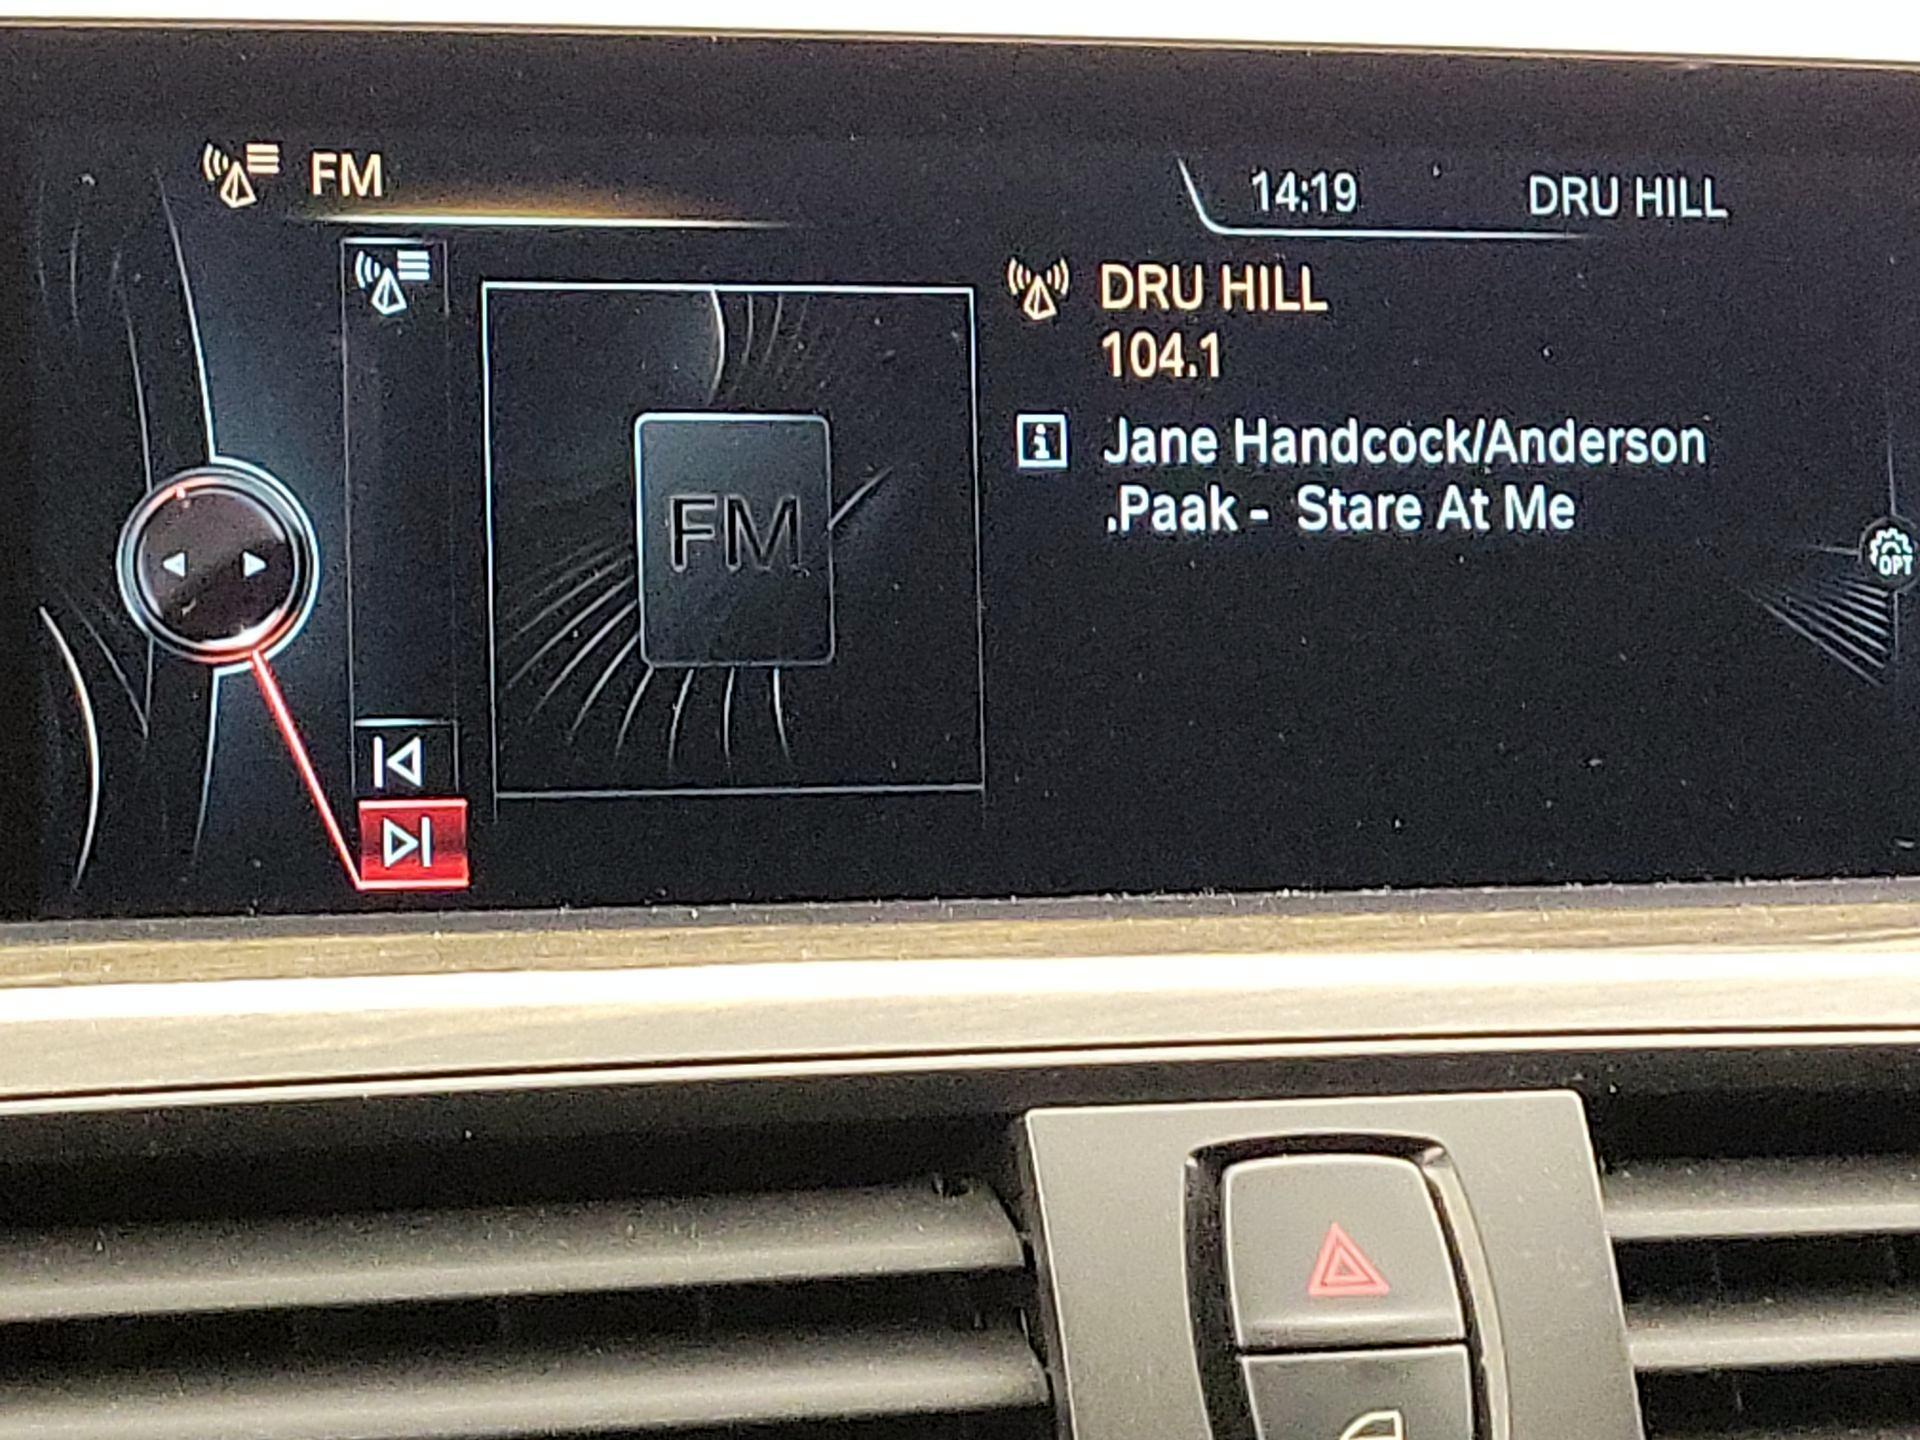 FM
14:19 DRU HILL
DRU HILL
104.1
Jane Handcock/Anderson
.Paak - Stare At Me
FM
OPT